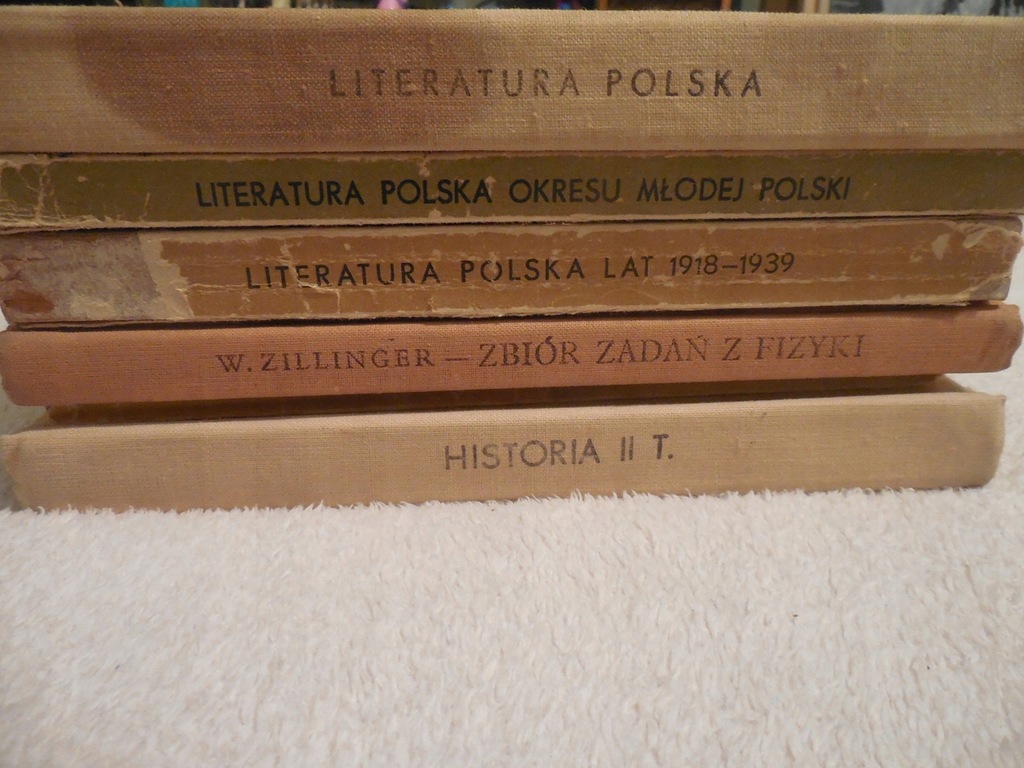 LITERATURA POLSKA
LITERATURA POLSKA OKRESU MŁODEJ POLSKI
LITERATURA POLSKA LAT 1918-1939
W. ZILLINGER – ZBIÓR ZADAŃ Z FIZYKI
HISTORIA II T.